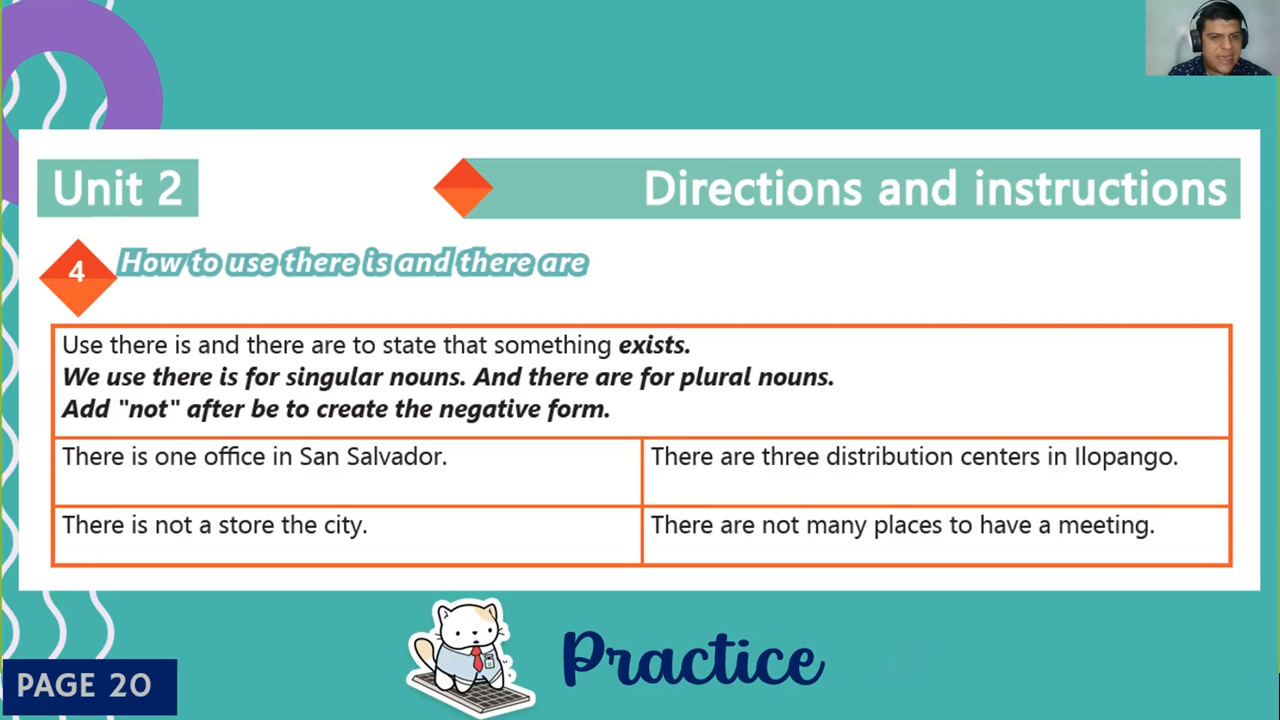 Unit 2
Directions and instructions
4
How to use there is and there are
Use there is and there are to state that something exists.
We use there is for singular nouns. And there are for plural nouns.
Add "not" after be to create the negative form.
There is one office in San Salvador.
There are three distribution centers in Ilopango.
There is not a store the city.
There are not many places to have a meeting.
Practice
PAGE 20